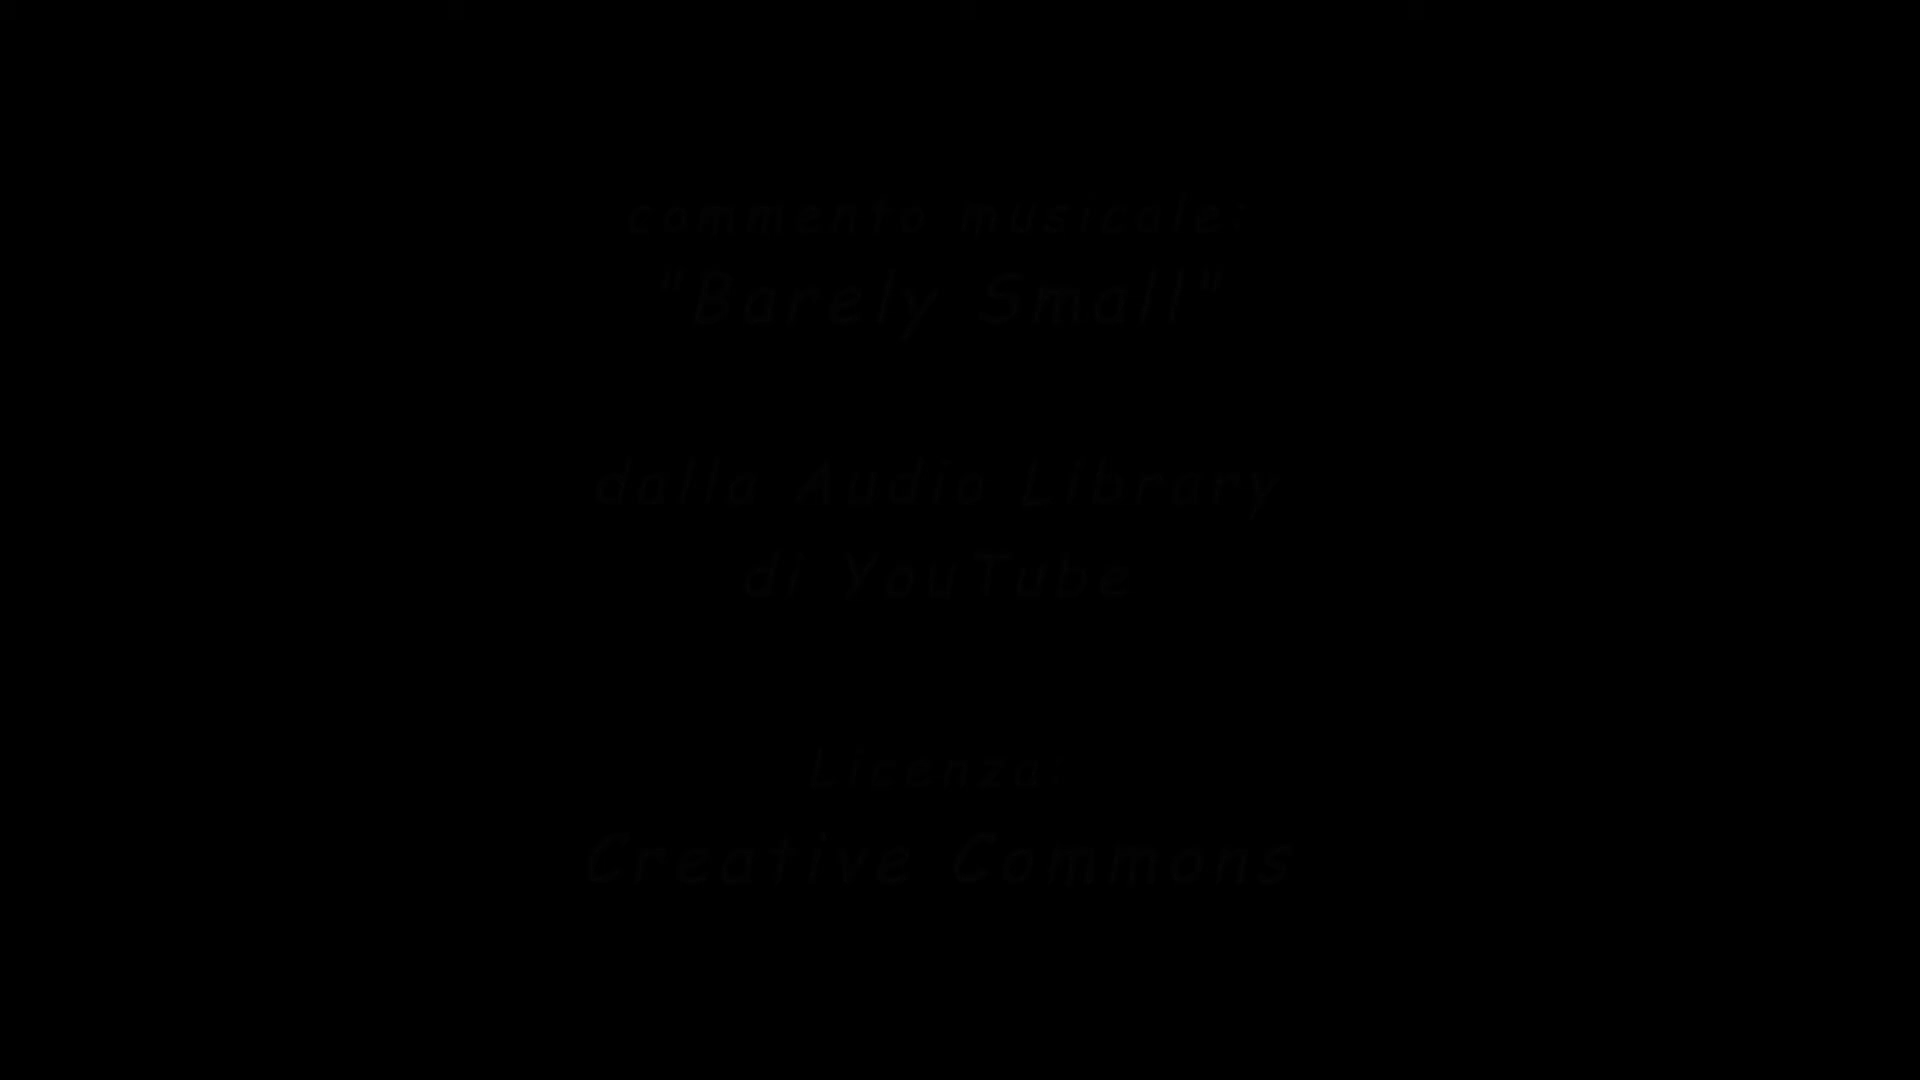 commento musicale:
"Barely Small"
dalla Audio Library
di YouTube
Licenza:
Creative Commons